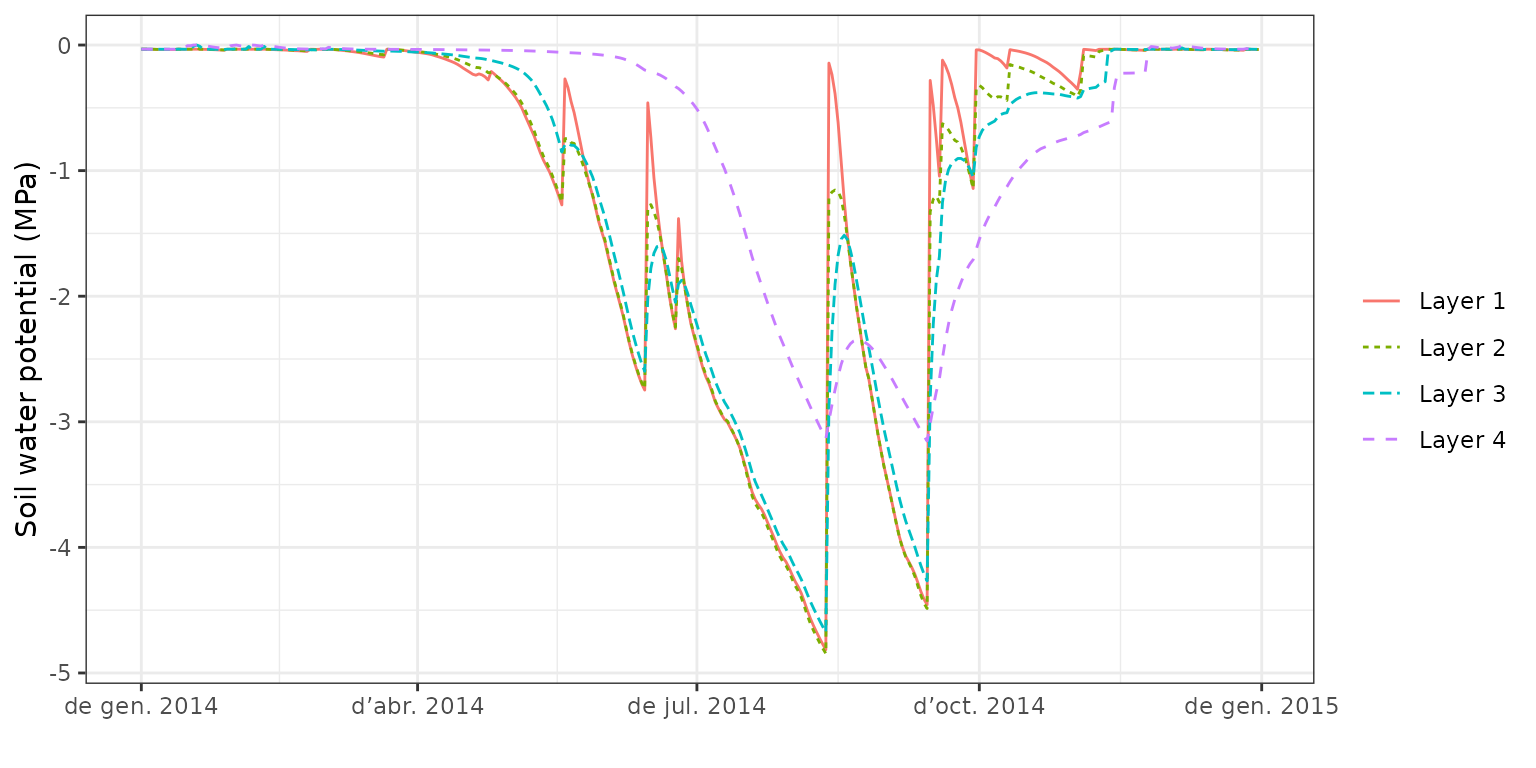 Soil water potential (MPa)
0
-1
-2
-3
-4
-5
de gen. 2014
d’abr. 2014
de jul. 2014
d’oct. 2014
de gen. 2015
Layer 1
Layer 2
Layer 3
Layer 4